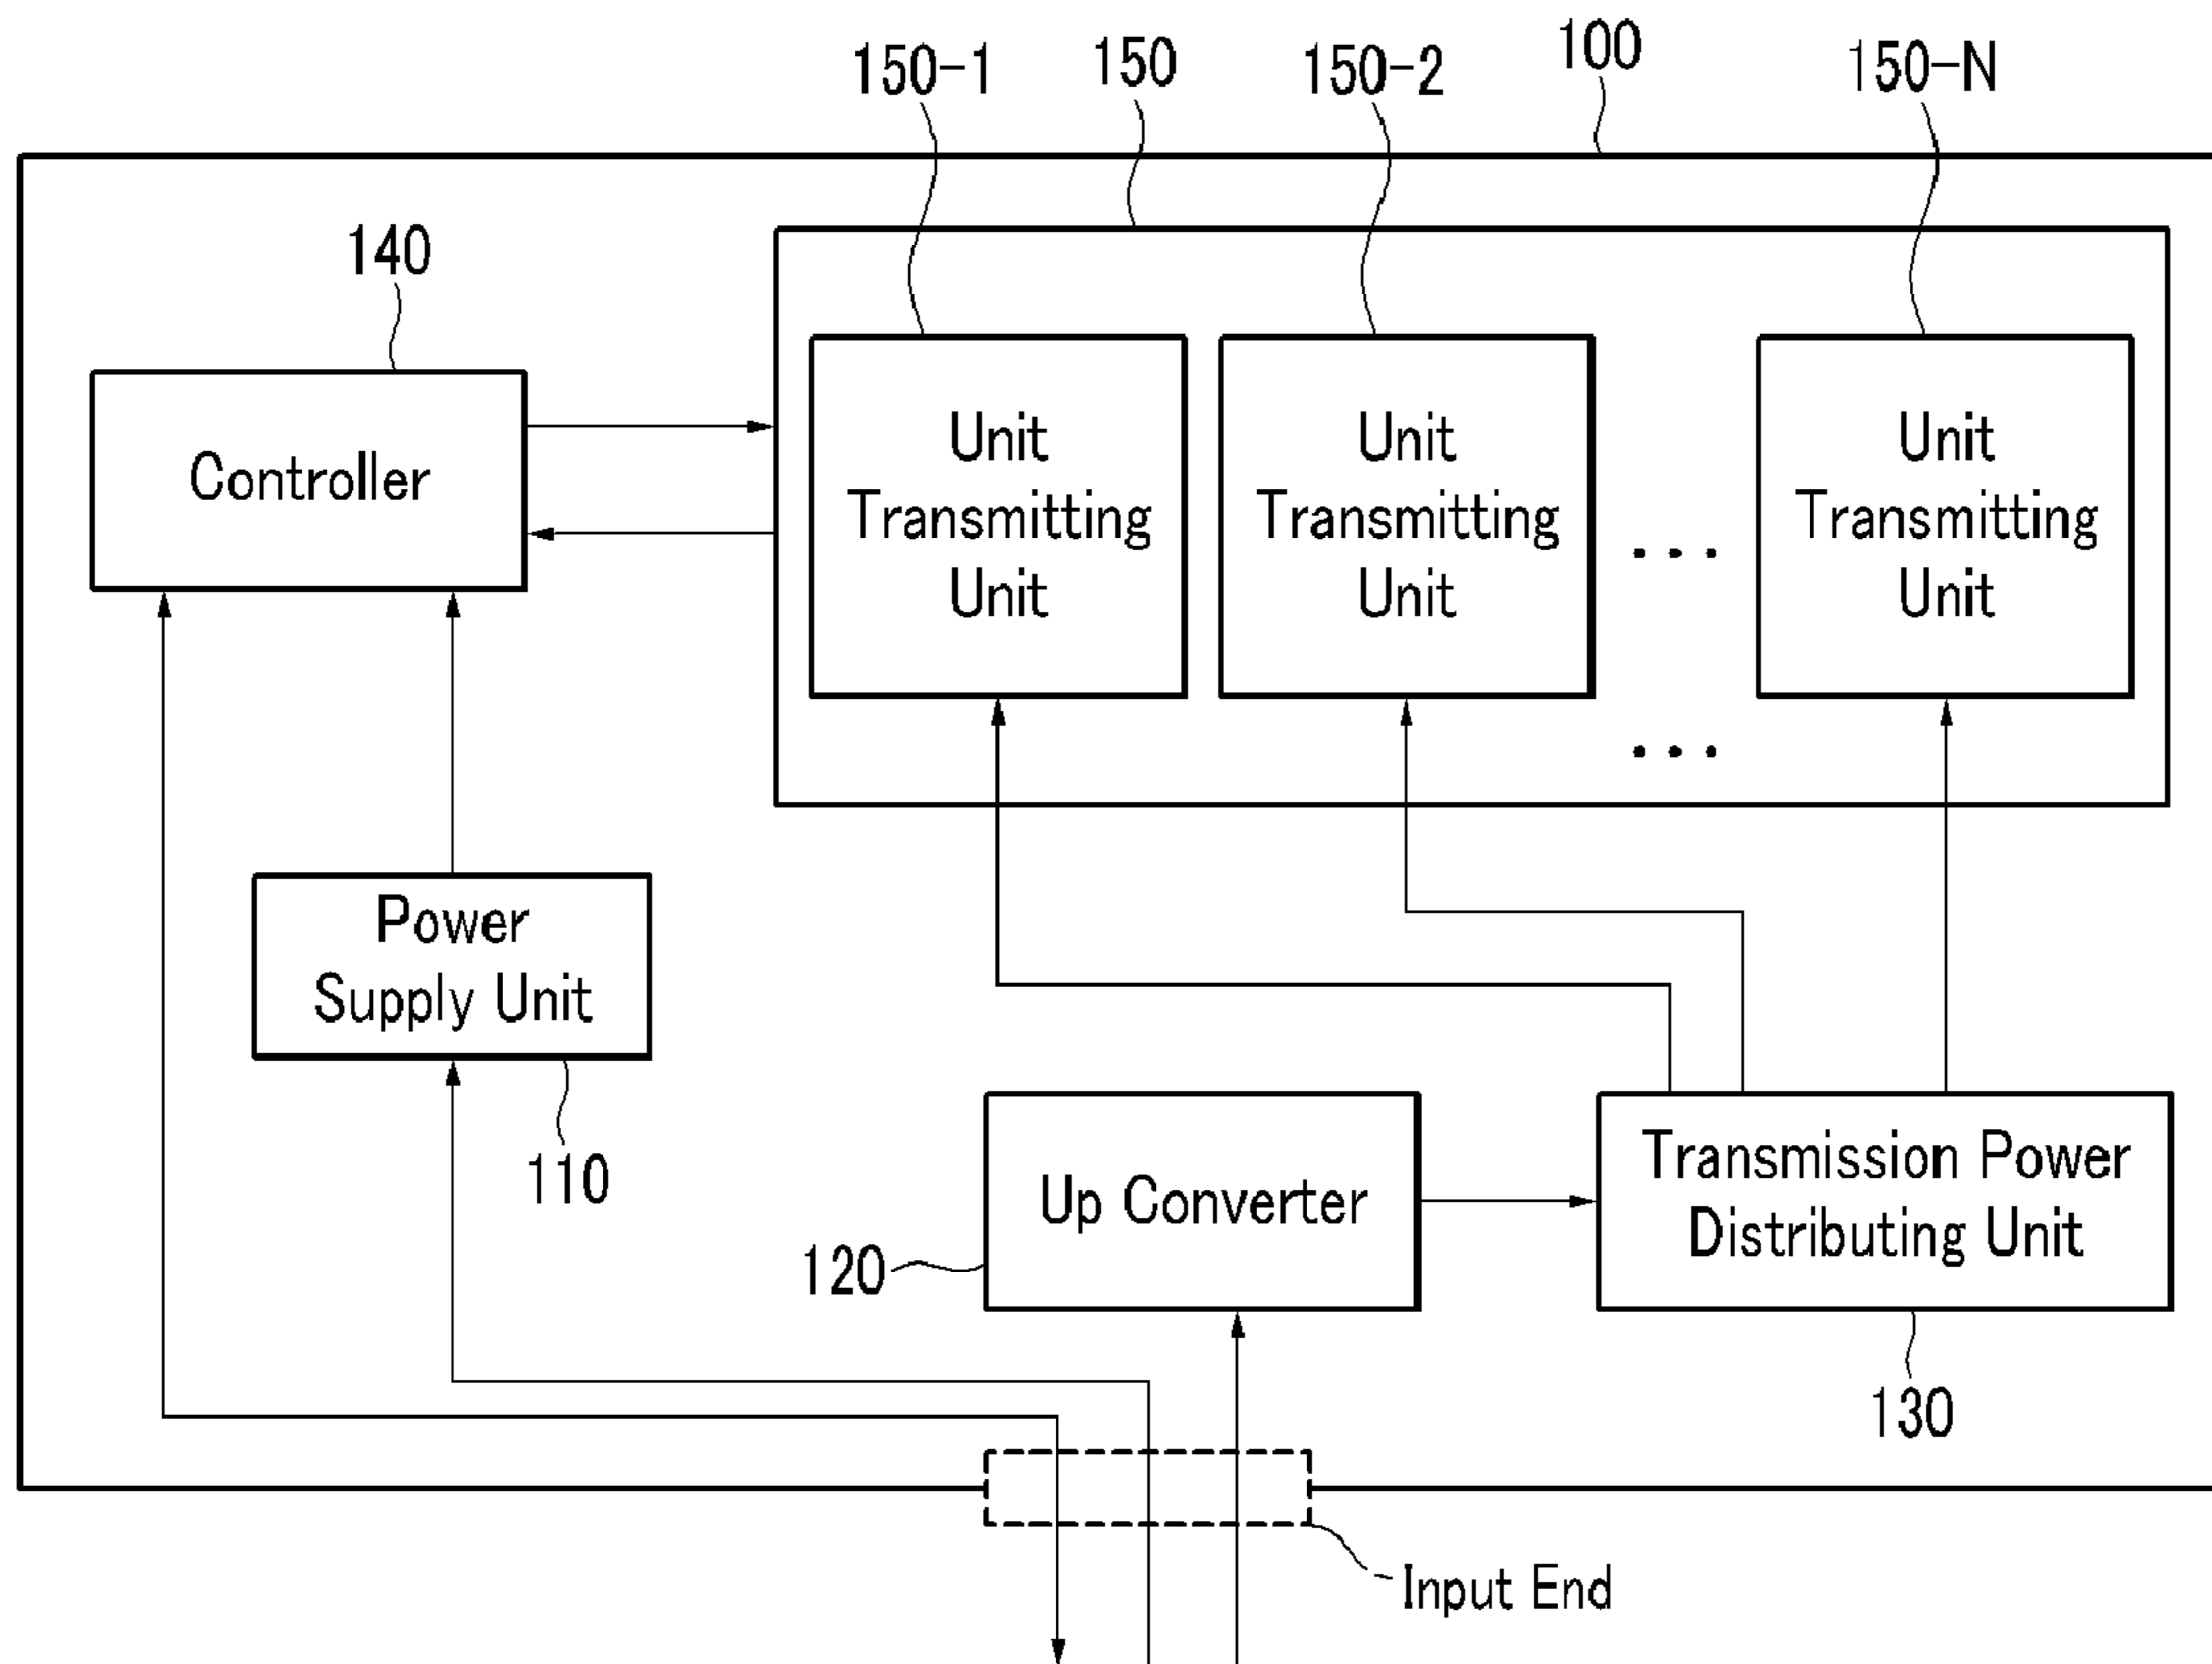 150-1
150
150-2
100
150-N
140
Controller
Unit
Transmitting
Unit
Unit
Transmitting
Unit
...
Unit
Transmitting
Unit
...
Power
Supply Unit
110
Up Converter
120
Transmission Power
Distributing Unit
130
Input End